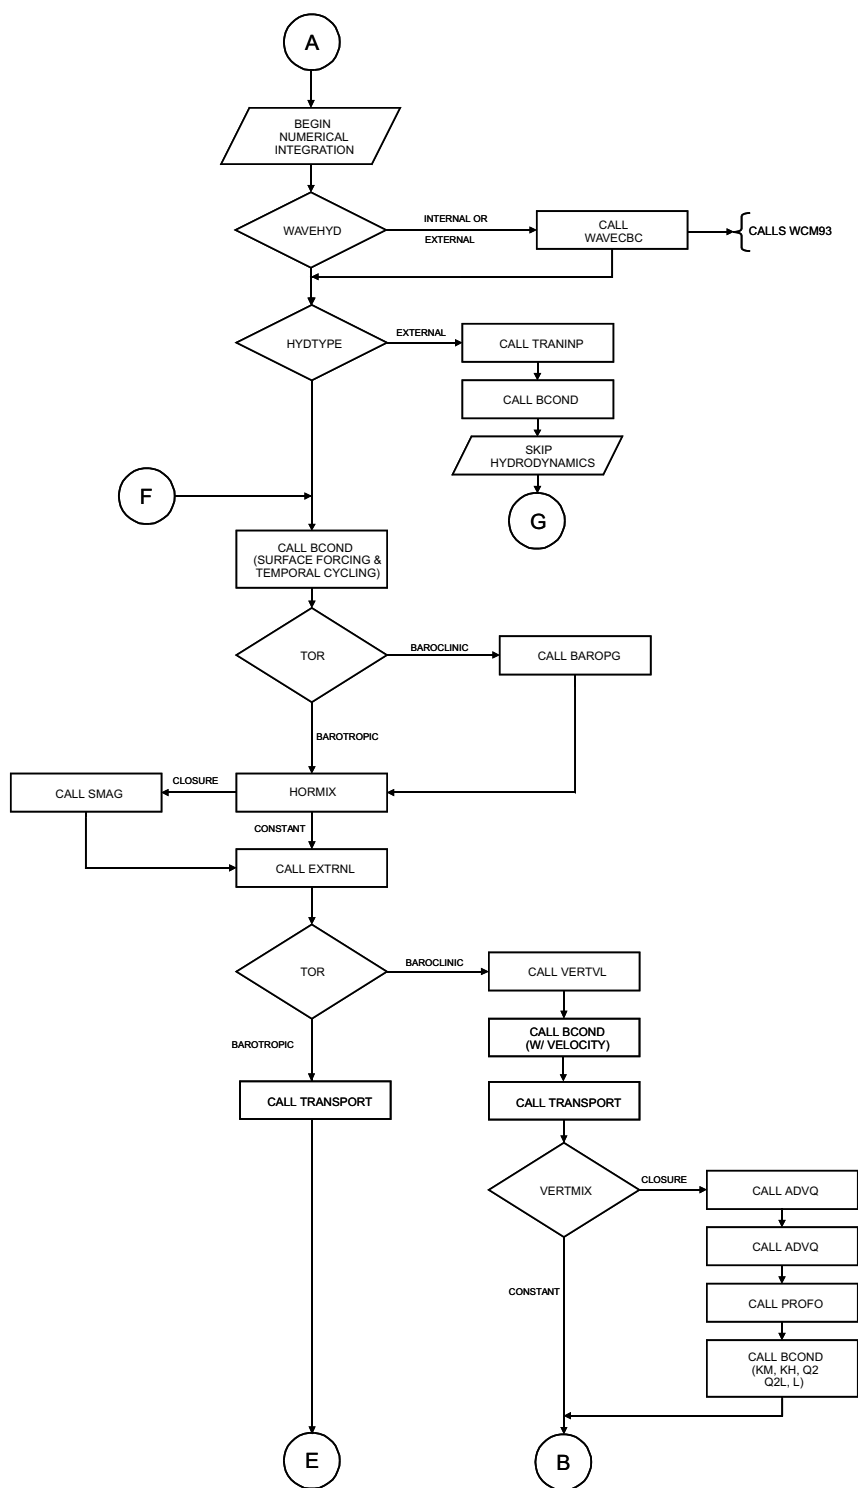 A
BEGIN
NUMERICAL
INTEGRATION
WAVEHYD
INTERNAL OR
EXTERNAL
CALL
WAVECBC
CALLS WCM93
HYDTYPE
EXTERNAL
CALL TRANINP
CALL BCOND
SKIP
HYDRODYNAMICS
G
F
CALL BCOND
(SURFACE FORCING &
TEMPORAL CYCLING)
TOR
BAROCLINIC
CALL BAROPG
BAROTROPIC
HORMIX
CLOSURE
CALL SMAG
CONSTANT
CALL EXTRNL
TOR
BAROCLINIC
CALL VERTVL
CALL BCOND
(W/ VELOCITY)
BAROTROPIC
CALL TRANSPORT
CALL TRANSPORT
VERTMIX
CLOSURE
CALL ADVQ
CALL ADVQ
CONSTANT
CALL PROFO
CALL BCOND
(KM, KH, Q2
Q2L, L)
E
B